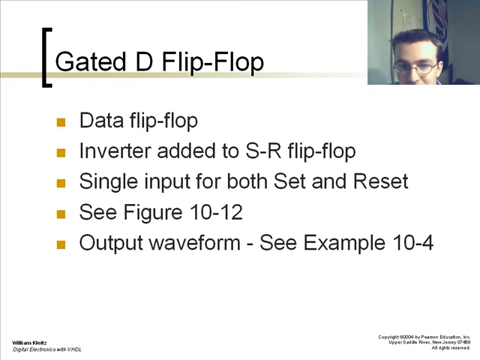 Gated D Flip-Flop
Data flip-flop
Inverter added to S-R flip-flop
Single input for both Set and Reset
See Figure 10-12
Output waveform - See Example 10-4
William Kleitz
Digital Electronics with VHDL
Copyright ©2004 by Pearson Education, Inc.
Upper Saddle River, New Jersey 07458
All rights reserved.